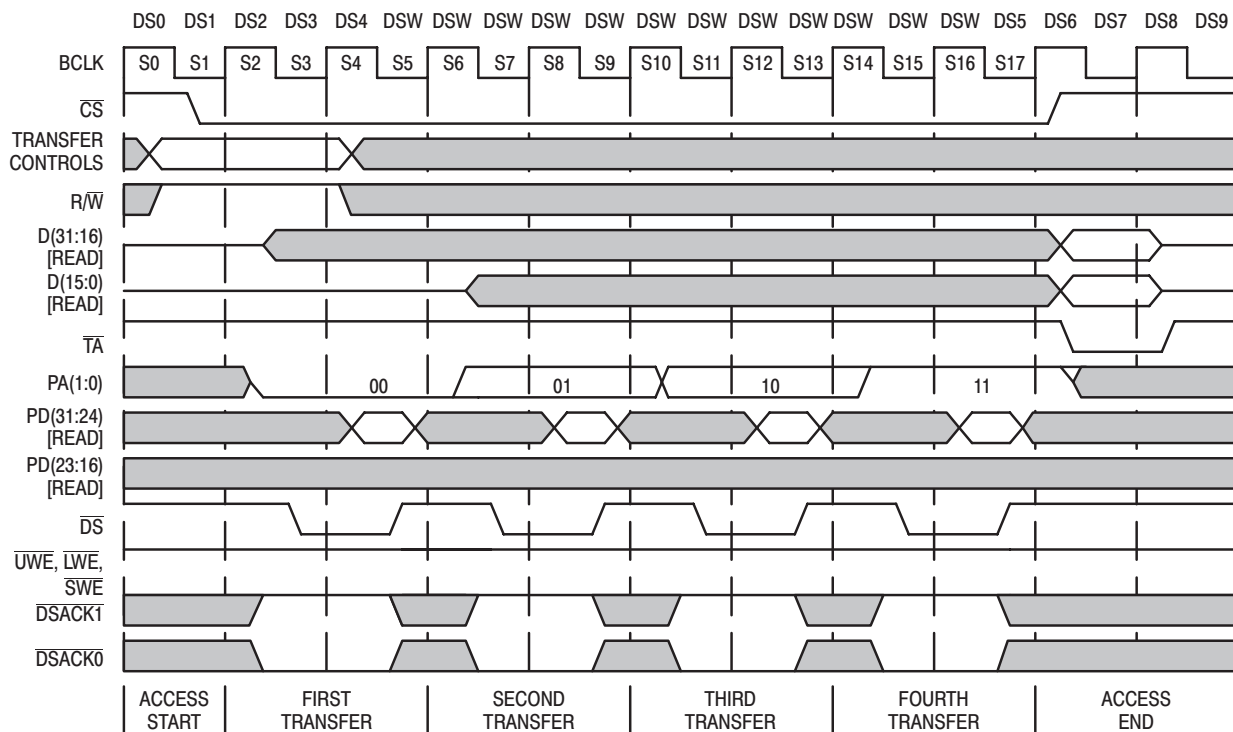 DS0 DS1 DS2 DS3 DS4 DSW DSW DSW DSW DSW DSW DSW DSW DSW DSW DSW DSW DS5 DS6 DS7 DS8 DS9
BCLK S0 S1 S2 S3 S4 S5 S6 S7 S8 S9 S10 S11 S12 S13 S14 S15 S16 S17
CS
TRANSFER
CONTROLS
R/W
D(31:16)
[READ]
D(15:0)
[READ]
TA
PA(1:0) 00 01 10 11
PD(31:24)
[READ]
PD(23:16)
[READ]
DS
UWE, LWE,
SWE
DSACK1
DSACK0
ACCESS
START
FIRST
TRANSFER
SECOND
TRANSFER
THIRD
TRANSFER
FOURTH
TRANSFER
ACCESS
END